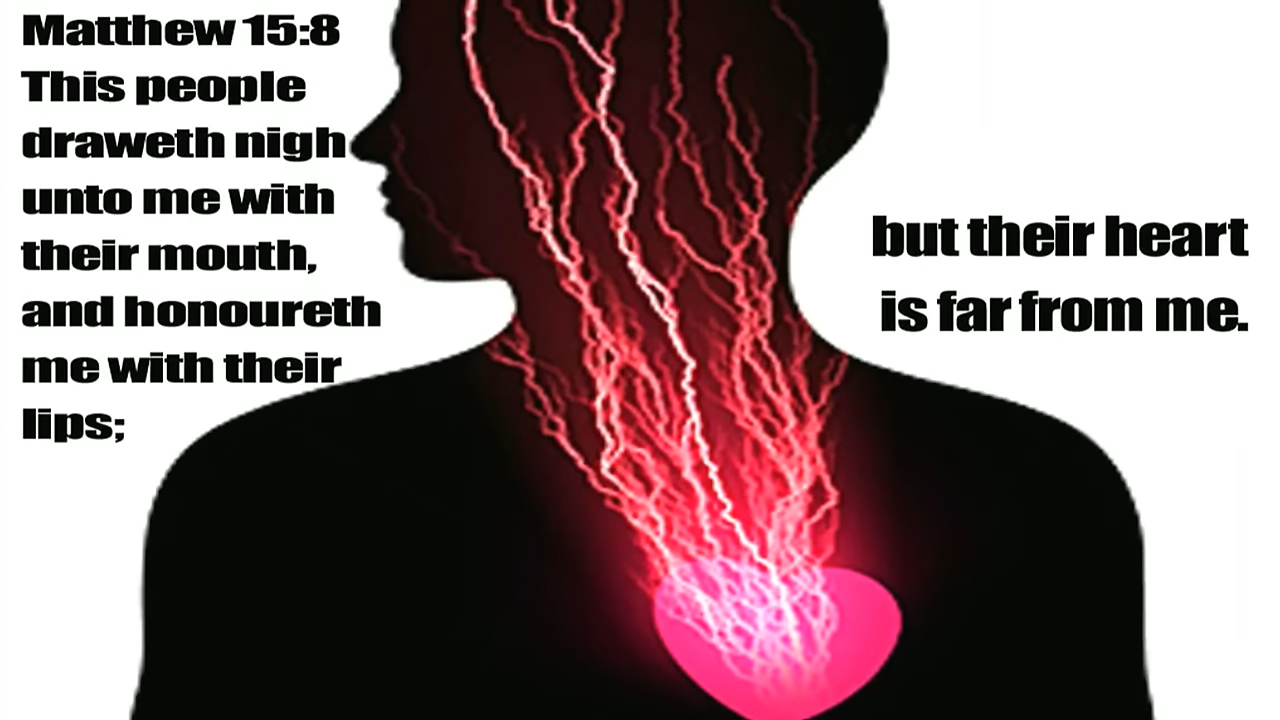 Matthew 15:8
This people
draweth nigh
unto me with
their mouth,
and honoureth
me with their
lips;
but their heart
is far from me.